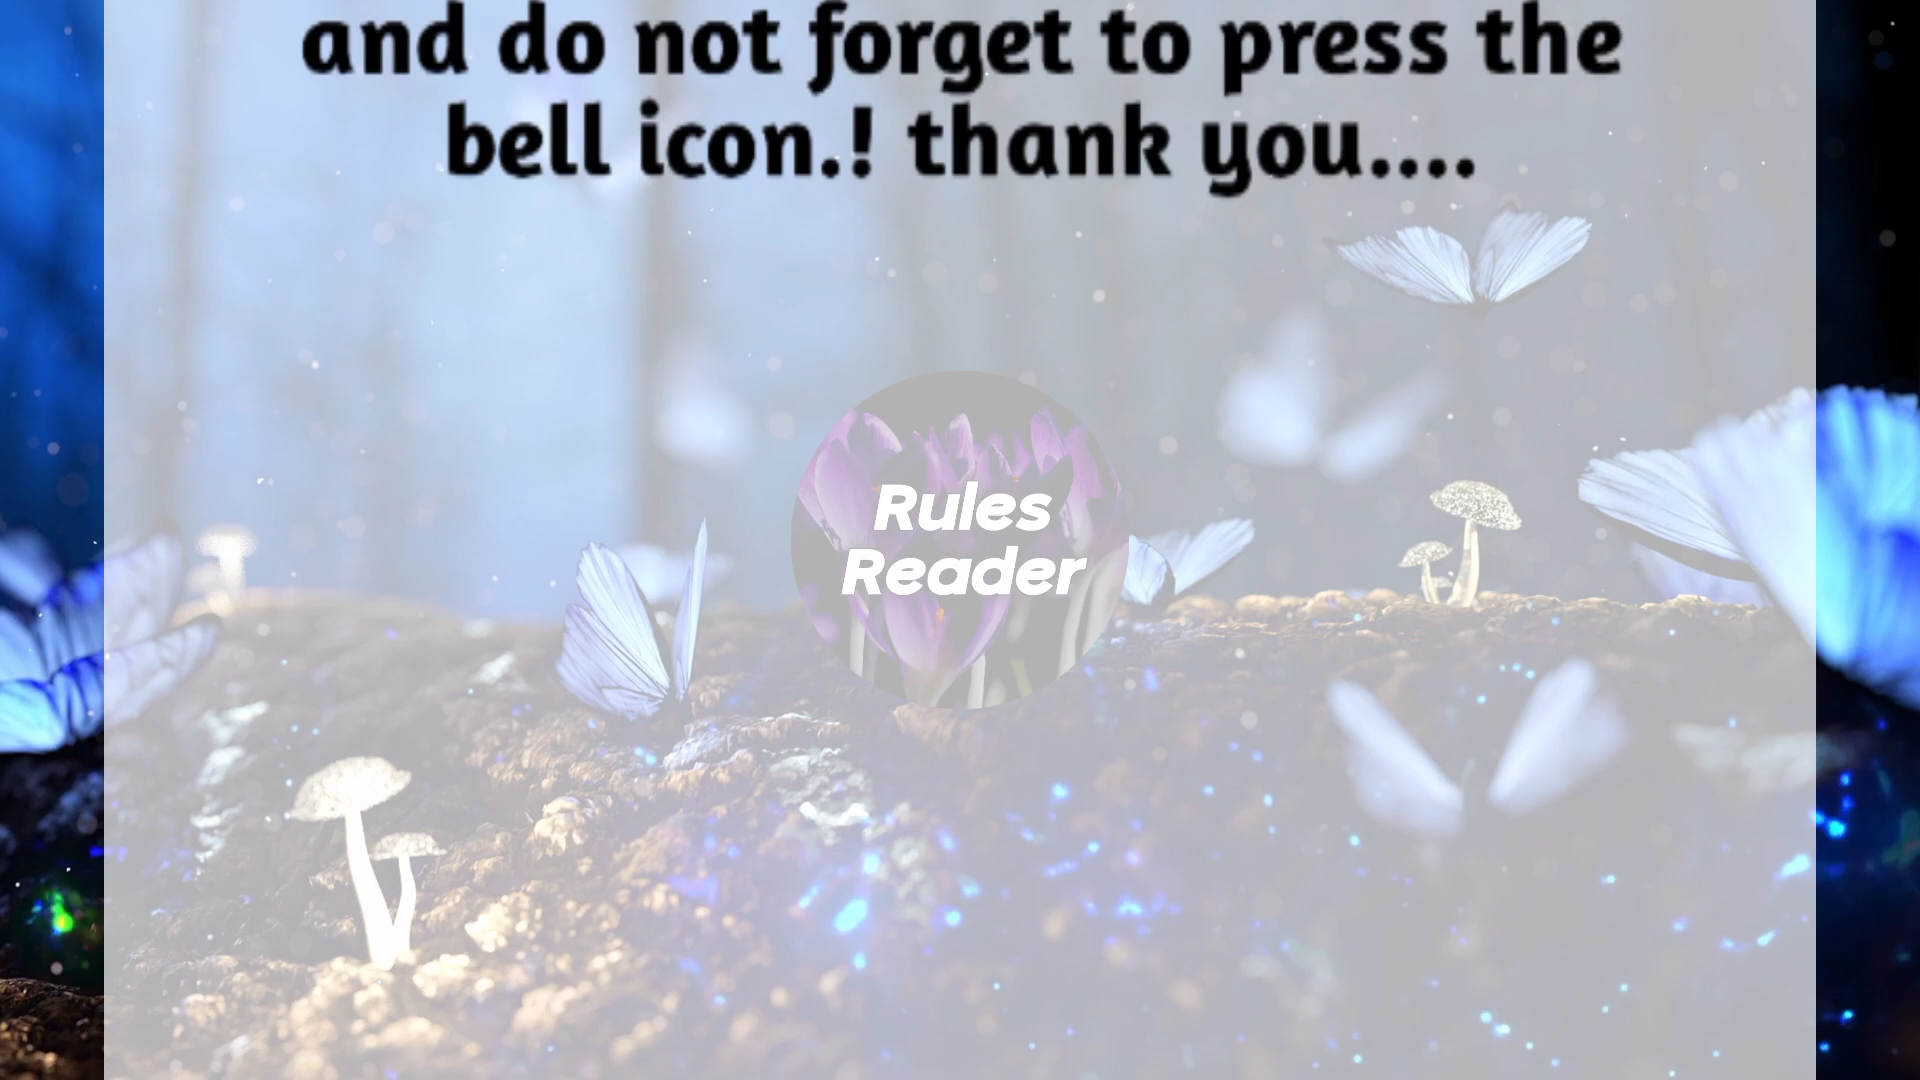 and do not forget to press the
bell icon.! thank you....
Rules
Reader